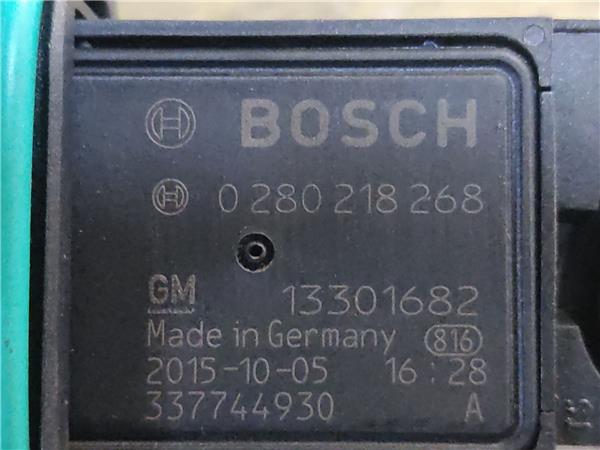 BOSCH
0 280 218 268
GM 13301682
Made in Germany 816
2015-10-05 16:28
337744930 A